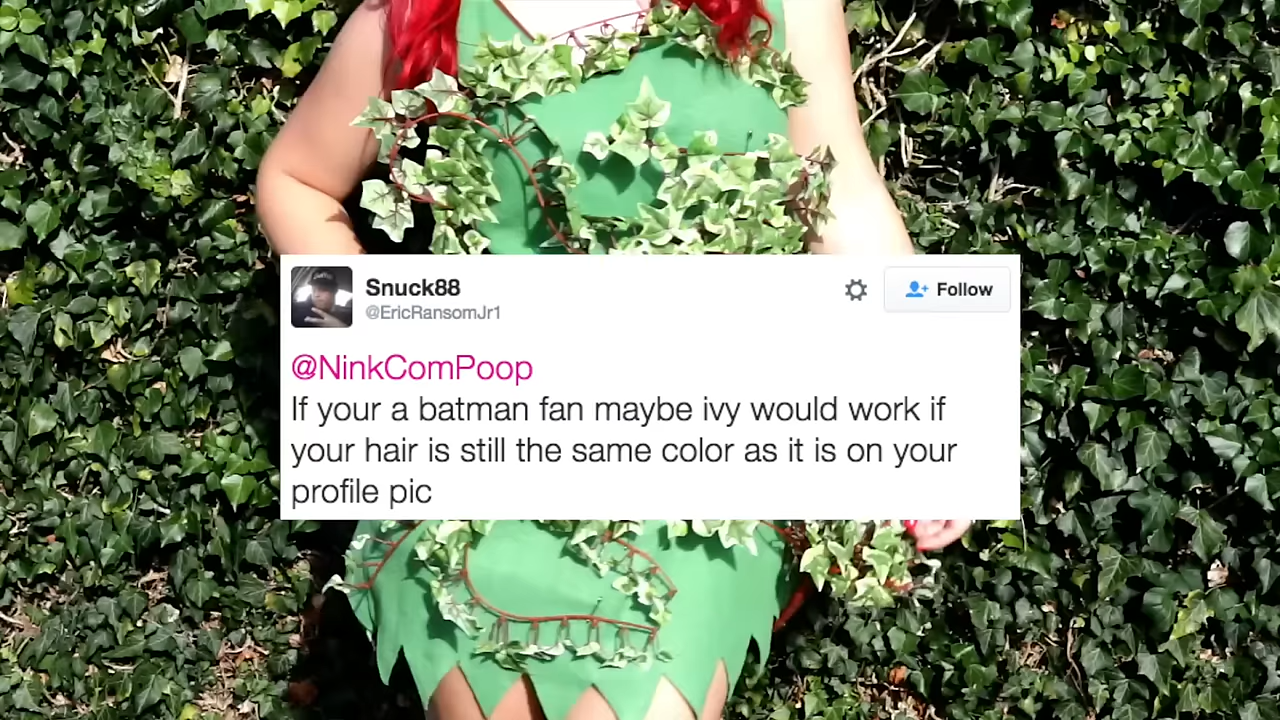 Snuck88
@EricRansomJr1
Follow
@NinkComPoop
If your a batman fan maybe ivy would work if
your hair is still the same color as it is on your
profile pic